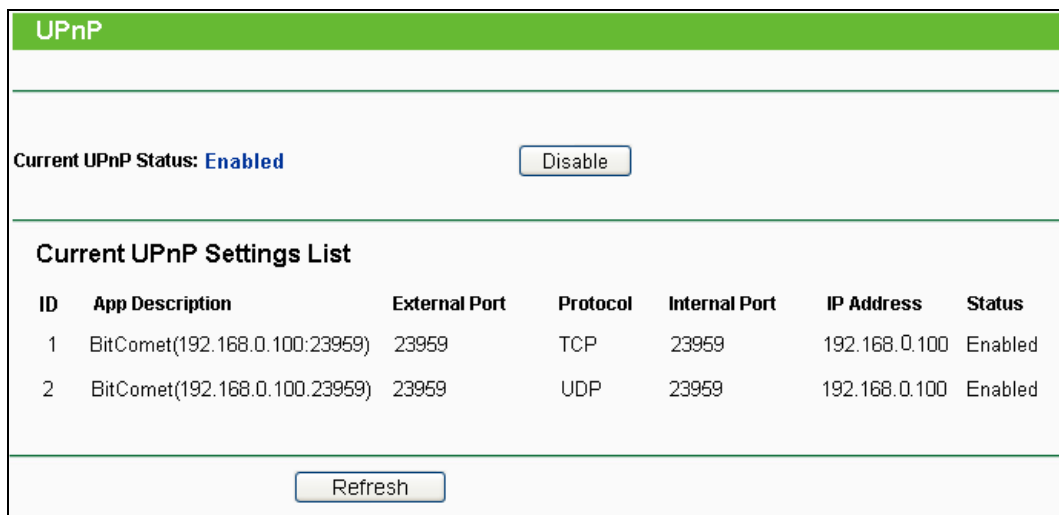 UPnP
Current UPnP Status: Enabled Disable
Current UPnP Settings List
ID App Description External Port Protocol Internal Port IP Address Status
1 BitComet(192.168.0.100:23959) 23959 TCP 23959 192.168.0.100 Enabled
2 BitComet(192.168.0.100.23959) 23959 UDP 23959 192.168.0.100 Enabled
Refresh